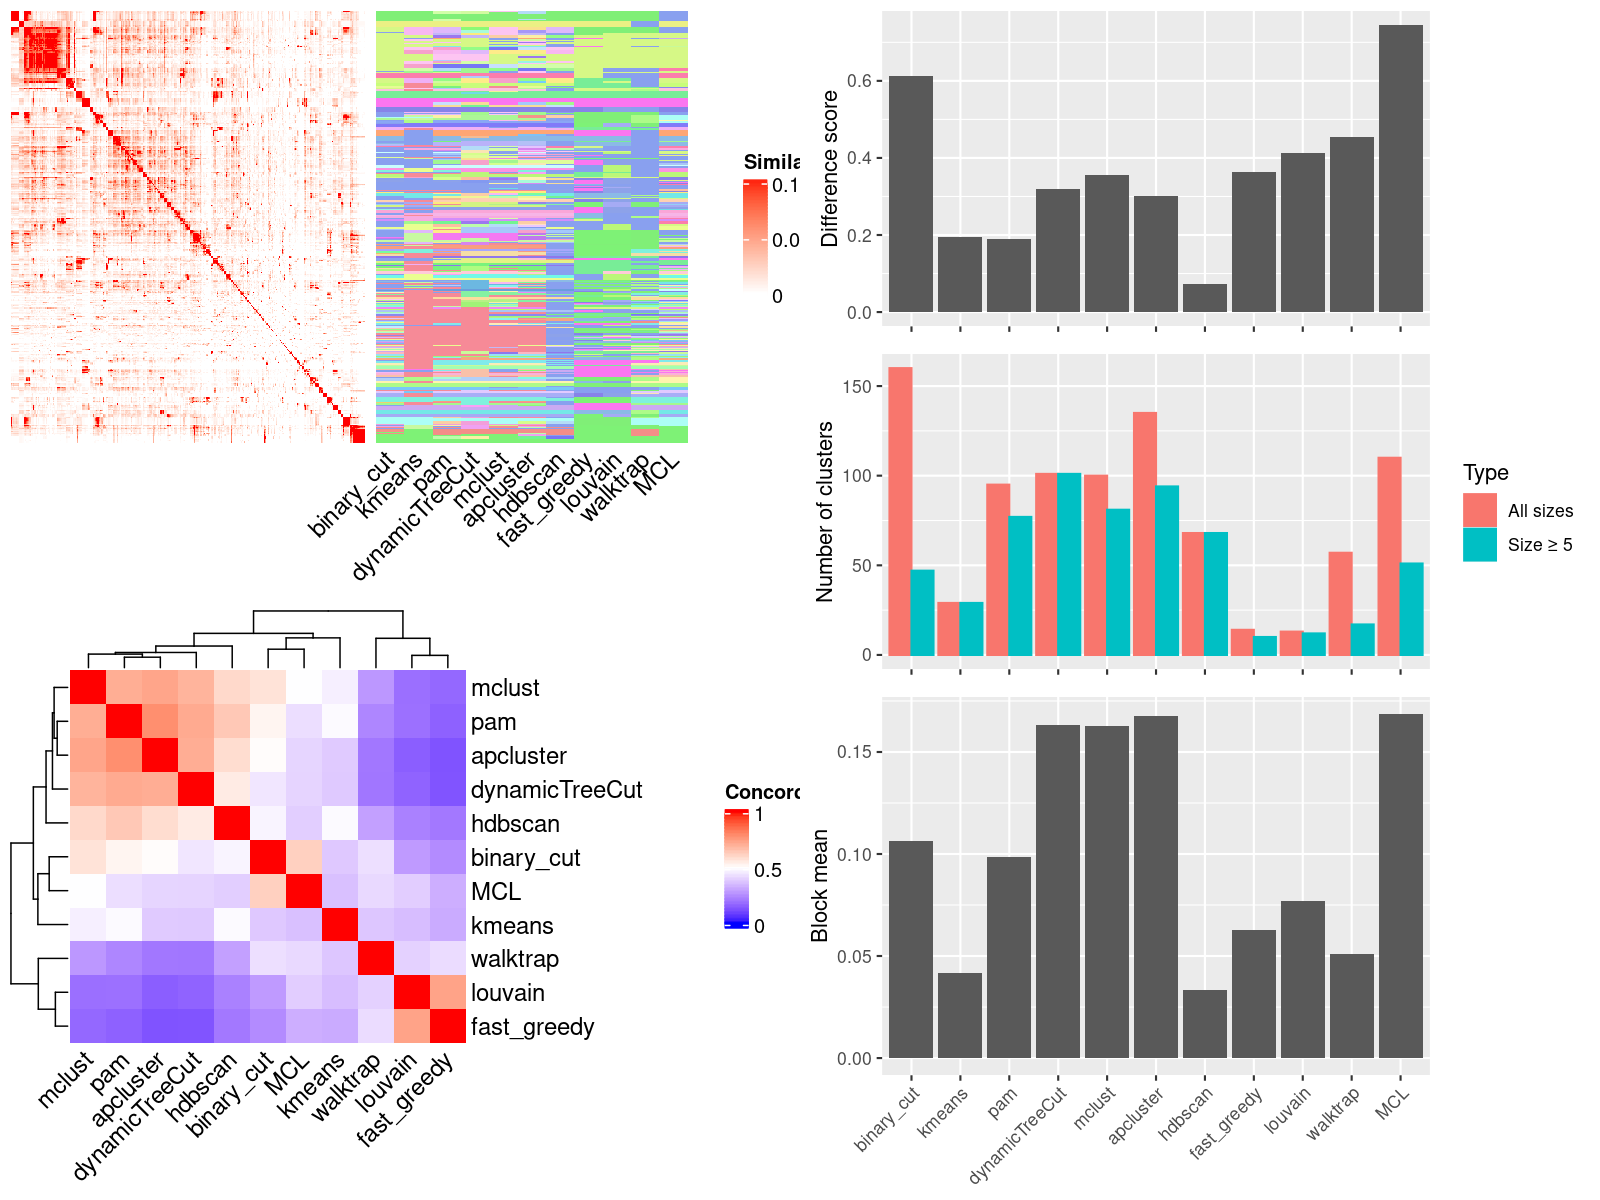 Simila
0.1
0.0
0
binary_cut
kmeans
pam
dynamicTreeCut
mclust
apcluster
hdbscan
fast_greedy
louvain
walktrap
MCL
mclust
pam
apcluster
dynamicTreeCut
hdbscan
binary_cut
MCL
kmeans
walktrap
louvain
fast_greedy
mclust
pam
apcluster
dynamicTreeCut
hdbscan
binary_cut
MCL
kmeans
walktrap
louvain
fast_greedy
Concord
1
0.5
0
Difference score
0.6
0.4
0.2
0.0
Number of clusters
150
100
50
0
Type
All sizes
Size ≥ 5
Block mean
0.15
0.10
0.05
0.00
binary_cut
kmeans
pam
dynamicTreeCut
mclust
apcluster
hdbscan
fast_greedy
louvain
walktrap
MCL